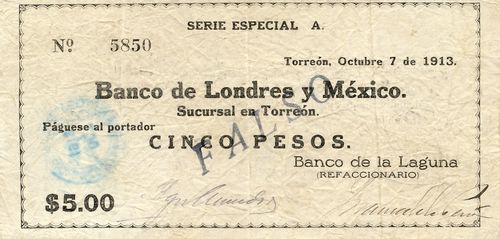 SERIE ESPECIAL A.
Nº 5850
Torreón, Octubre 7 de 1913.
Banco de Londres y México.
Sucursal en Torreón.
Páguese al portador
CINCO PESOS.
FALSO
Banco de la Laguna
(REFACCIONARIO)
$5.00